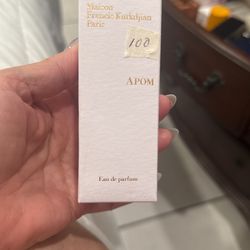 Maison
Francis Kurkdjian
Paris
100
APOM
Eau de parfum